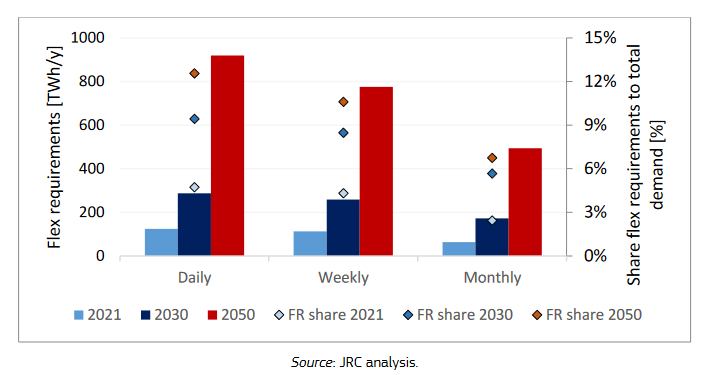 Flex requirements [TWh/y]
1000
800
600
400
200
0
15%
12%
9%
6%
3%
0%
Share flex requirements to total
demand [%]
Daily
Weekly
Monthly
2021
2030
2050
FR share 2021
FR share 2030
FR share 2050
Source: JRC analysis.